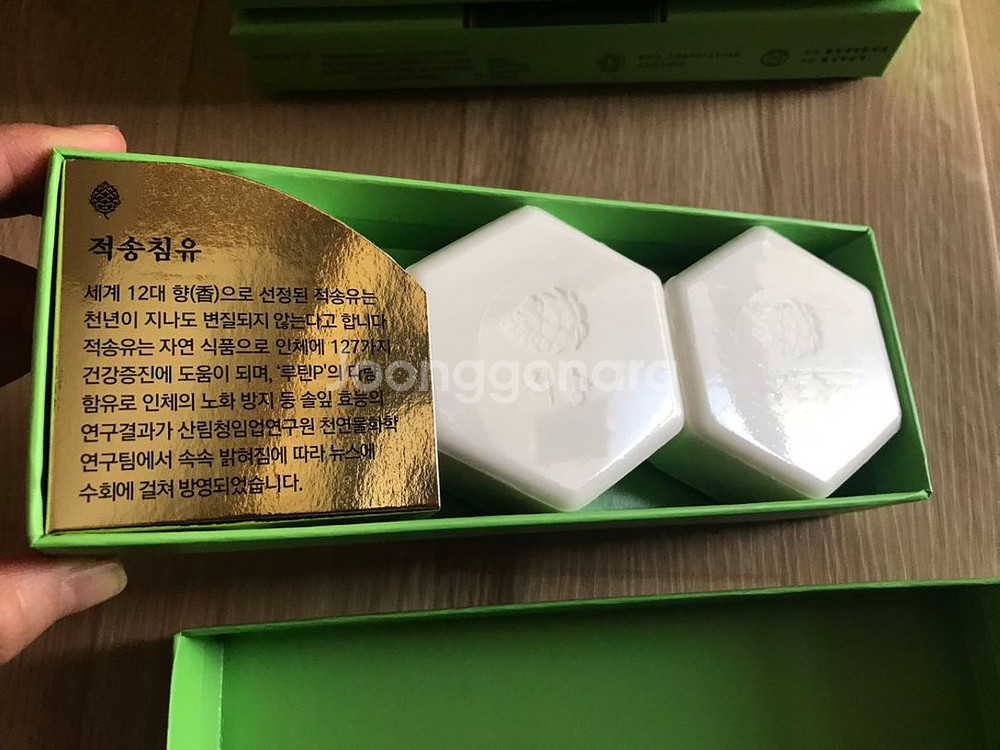 적송침유
세계 12대 향(香)으로 선정된 적송유는
천년이 지나도 변질되지 않는다고 합니다
적송유는 자연 식품으로 인체에 127가지
건강증진에 도움이 되며, '루틴P'의 다량
함유로 인체의 노화 방지 등 솔잎 효능의
연구결과가 산림청임업연구원 천연물화학
연구팀에서 속속 밝혀짐에 따라 뉴스에
수회에 걸쳐 방영되었습니다.
Joonggonara